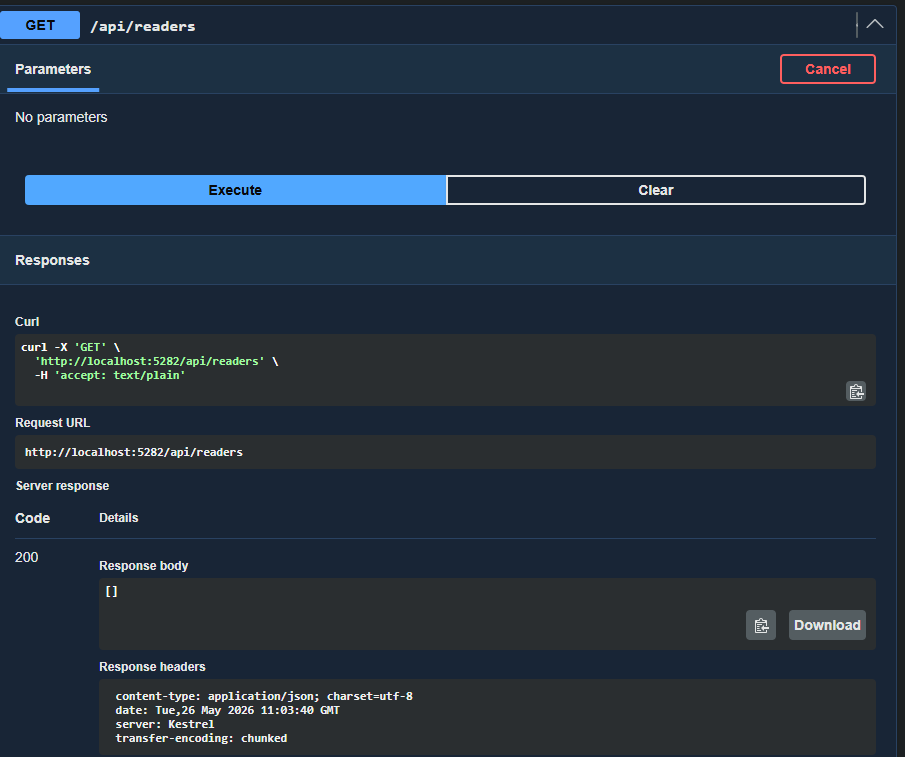 GET /api/readers
Parameters
Cancel
No parameters
Execute
Clear
Responses
Curl
curl -X 'GET' \
  'http://localhost:5282/api/readers' \
  -H 'accept: text/plain'
Request URL
http://localhost:5282/api/readers
Server response
Code Details
200
Response body
[]
Download
Response headers
content-type: application/json; charset=utf-8
date: Tue,26 May 2026 11:03:40 GMT
server: Kestrel
transfer-encoding: chunked